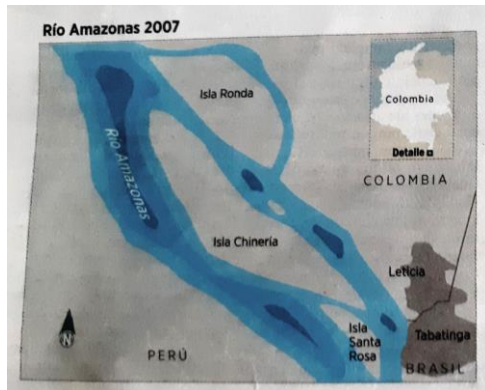 Río Amazonas 2007
Isla Ronda
Colombia
Detalle
COLOMBIA
Río Amazonas
Isla Chinería
Leticia
Isla
Santa
Rosa
Tabatinga
N
PERÚ
BRASIL